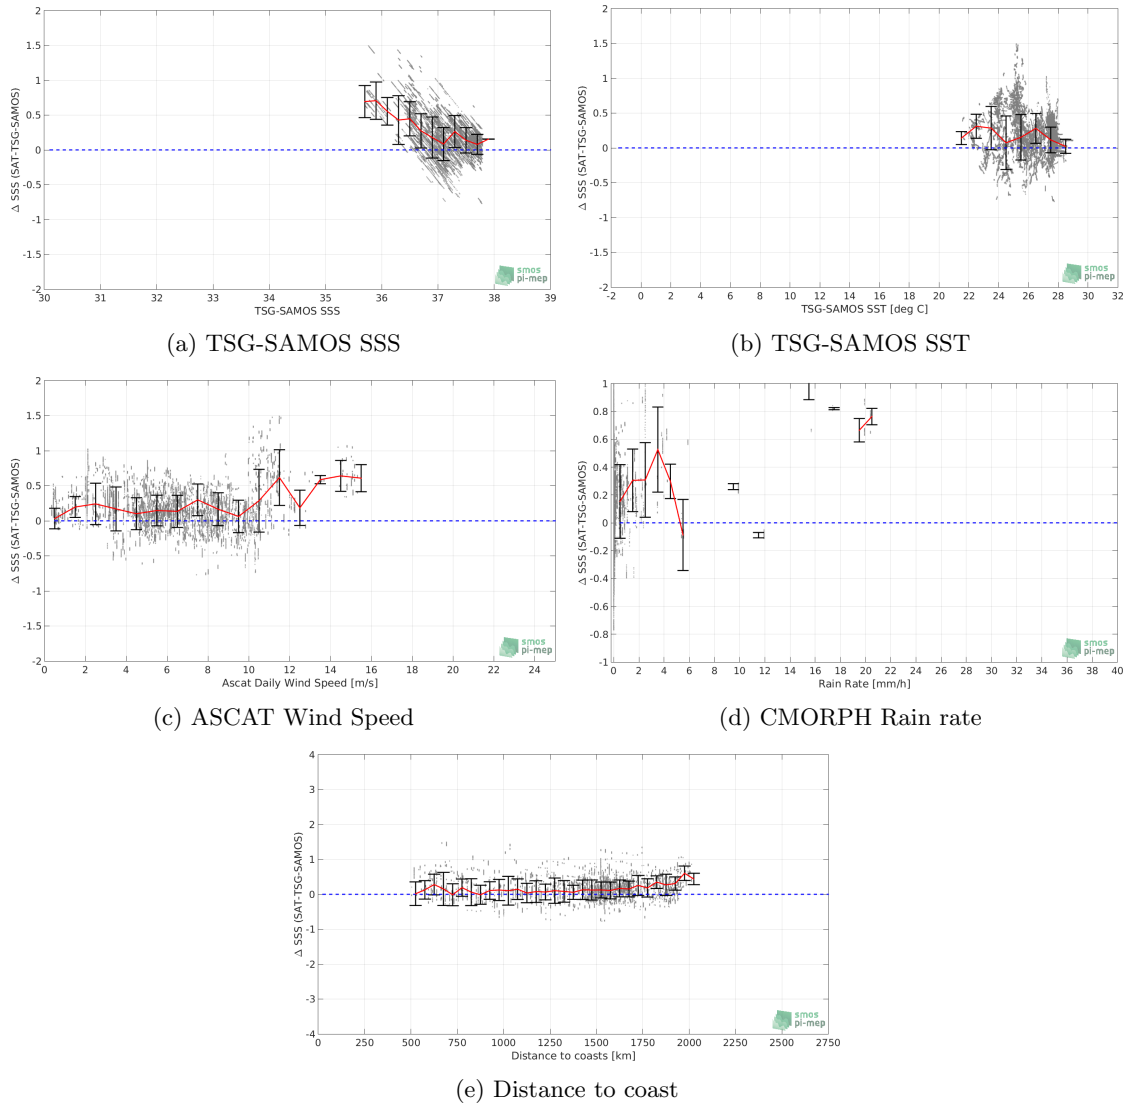 2
1.5
1
0.5
0
-0.5
-1
-1.5
-2
Δ SSS (SAT-TSG-SAMOS)
30 31 32 33 34 35 36 37 38 39
TSG-SAMOS SSS
smos
pi-mep
(a) TSG-SAMOS SSS
2
1.5
1
0.5
0
-0.5
-1
-1.5
-2
Δ SSS (SAT-TSG-SAMOS)
-2 0 2 4 6 8 10 12 14 16 18 20 22 24 26 28 30 32
TSG-SAMOS SST [deg C]
smos
pi-mep
(b) TSG-SAMOS SST
2
1.5
1
0.5
0
-0.5
-1
-1.5
-2
Δ SSS (SAT-TSG-SAMOS)
0 2 4 6 8 10 12 14 16 18 20 22 24
Ascat Daily Wind Speed [m/s]
smos
pi-mep
(c) ASCAT Wind Speed
1
0.8
0.6
0.4
0.2
0
-0.2
-0.4
-0.6
-0.8
-1
Δ SSS (SAT-TSG-SAMOS)
0 2 4 6 8 10 12 14 16 18 20 22 24 26 28 30 32 34 36 38 40
Rain Rate [mm/h]
smos
pi-mep
(d) CMORPH Rain rate
4
3
2
1
0
-1
-2
-3
-4
Δ SSS (SAT-TSG-SAMOS)
0 250 500 750 1000 1250 1500 1750 2000 2250 2500 2750
Distance to coasts [km]
smos
pi-mep
(e) Distance to coast